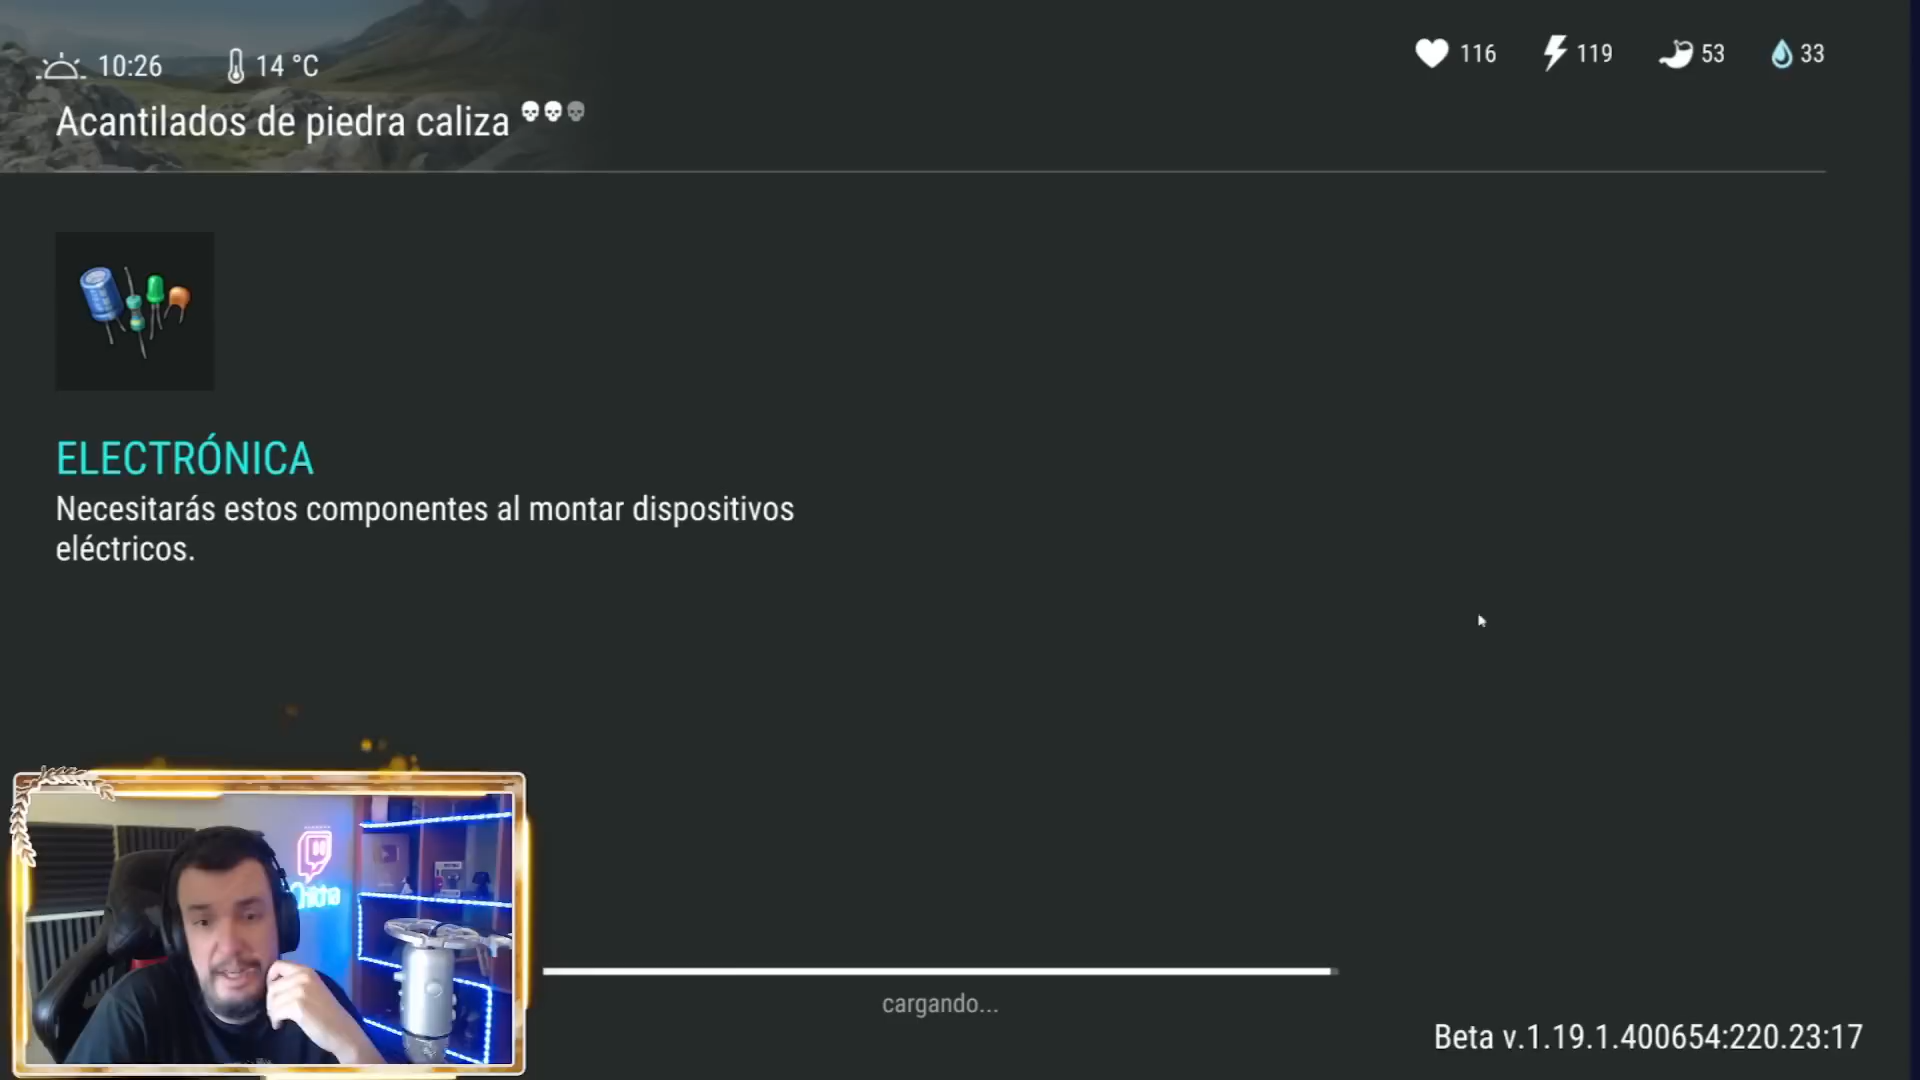 10:26
14 °C
116
119
53
33
Acantilados de piedra caliza
ELECTRÓNICA
Necesitarás estos componentes al montar dispositivos
eléctricos.
Chicha
cargando...
Beta v.1.19.1.400654:220.23:17